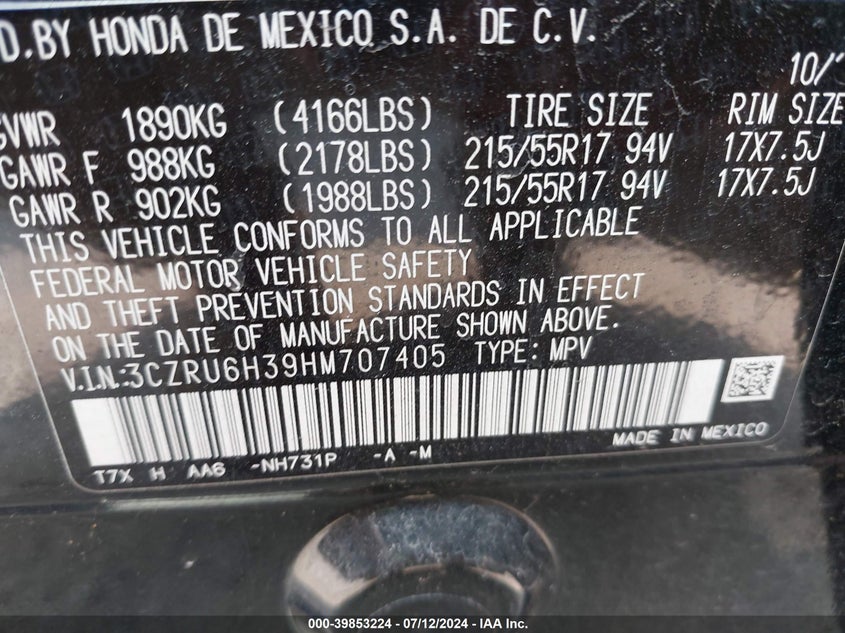 D.BY HONDA DE MEXICO S.A. DE C.V.
10/
GVWR 1890KG (4166LBS) TIRE SIZE RIM SIZE
GAWR F 988KG (2178LBS) 215/55R17 94V 17X7.5J
GAWR R 902KG (1988LBS) 215/55R17 94V 17X7.5J
THIS VEHICLE CONFORMS TO ALL APPLICABLE
FEDERAL MOTOR VEHICLE SAFETY
AND THEFT PREVENTION STANDARDS IN EFFECT
ON THE DATE OF MANUFACTURE SHOWN ABOVE.
V.I.N.:3CZRU6H39HM707405 TYPE: MPV
MADE IN MEXICO
T7X H AA6 -NH731P -A -M
000-39853224 - 07/12/2024 - IAA Inc.